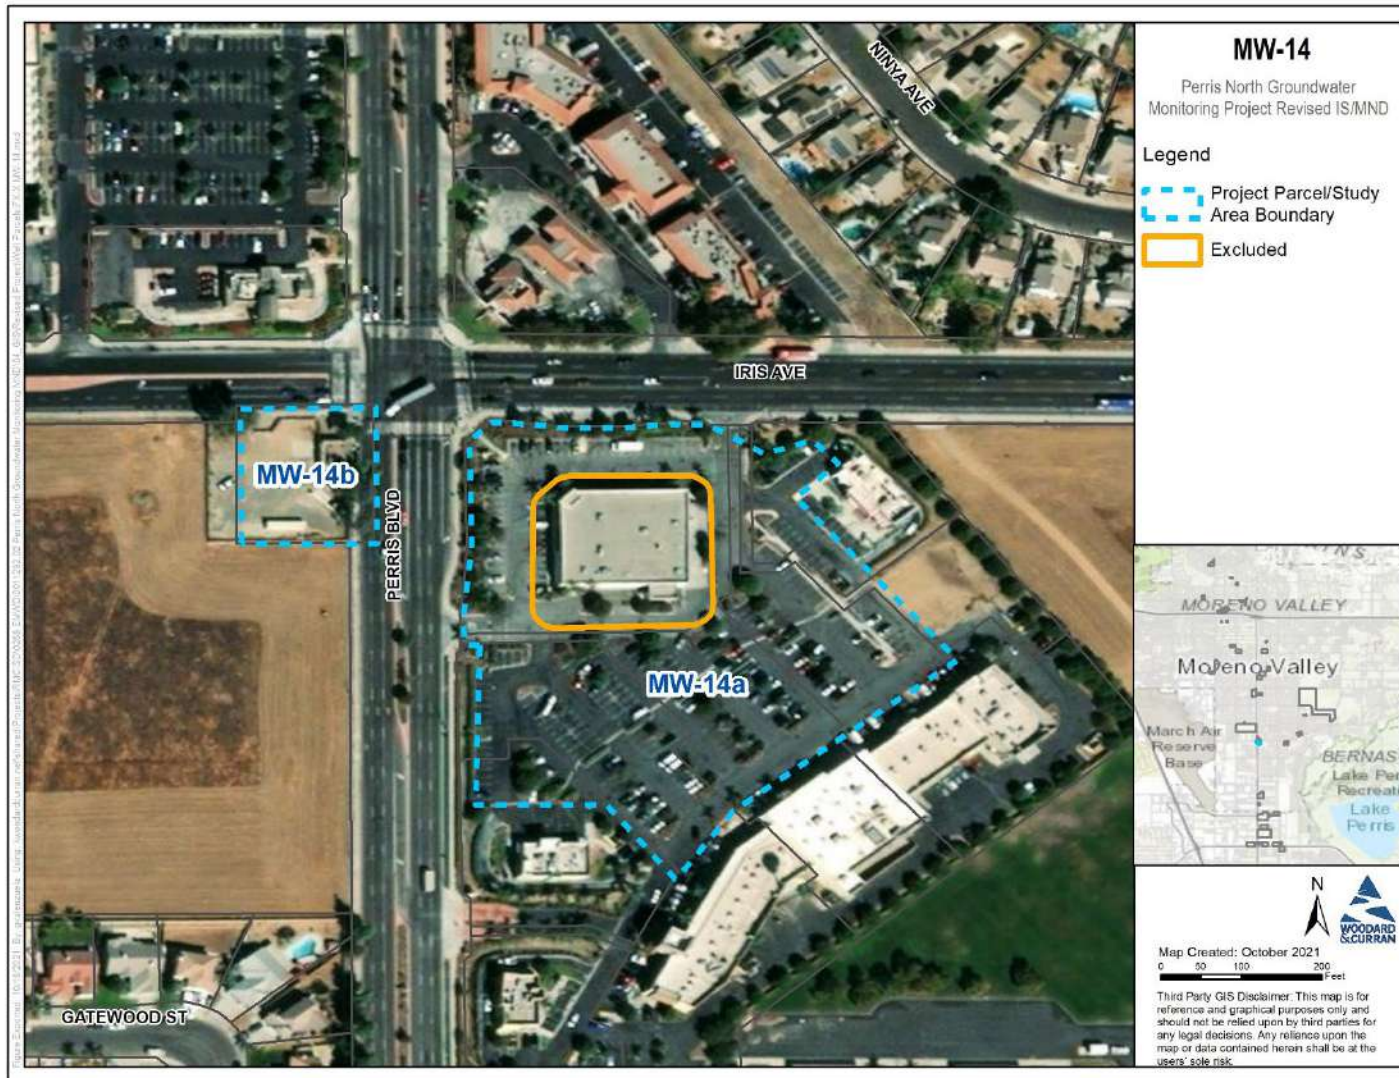 MW-14
Perris North Groundwater
Monitoring Project Revised IS/MND
Legend
Project Parcel/Study
Area Boundary
Excluded
NINYA AVE
IRIS AVE
MW-14b
PERRIS BLVD
MW-14a
GATEWOOD ST
MORENO VALLEY
Moreno Valley
March Air
Reserve
Base
BERNAS
Lake Per
Recreat
Lake
Perris
N
WOODARD
&CURRAN
Map Created: October 2021
0 50 100 200
Feet
Third Party GIS Disclaimer: This map is for
reference and graphical purposes only and
should not be relied upon by third parties for
any legal decisions. Any reliance upon the
map or data contained herein shall be at the
users' sole risk.